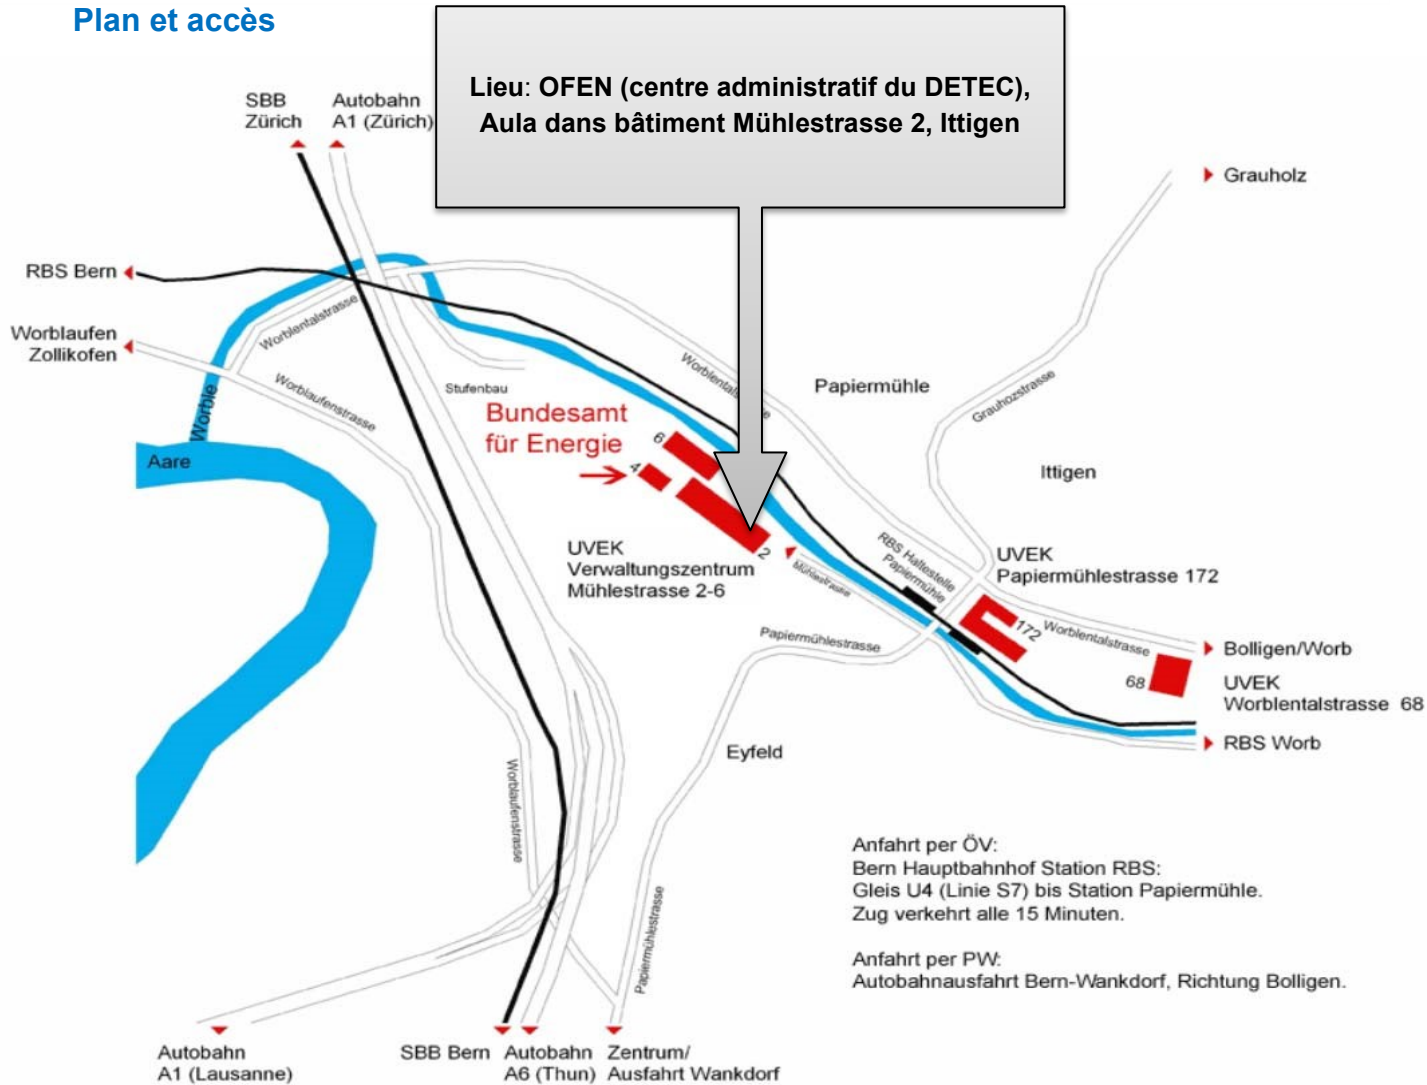 Plan et accès
Lieu: OFEN (centre administratif du DETEC),
Aula dans bâtiment Mühlestrasse 2, Ittigen
SBB
Zürich
Autobahn
A1 (Zürich)
Grauholz
RBS Bern
Worblaufen
Zollikofen
Worblentalstrasse
Worblaufenstrasse
Worble
Aare
Stufenbau
Worblentalstrasse
Papiermühle
Grauhozstrasse
Ittigen
Bundesamt
für Energie
6
4
2
UVEK
Verwaltungszentrum
Mühlestrasse 2-6
Mühlestrasse
RBS Haltestelle
Papiermühle
UVEK
Papiermühlestrasse 172
172
Worblentalstrasse
Papiermühlestrasse
Bolligen/Worb
68
UVEK
Worblentalstrasse 68
RBS Worb
Eyfeld
Worblaufenstrasse
Papiermühlestrasse
Anfahrt per ÖV:
Bern Hauptbahnhof Station RBS:
Gleis U4 (Linie S7) bis Station Papiermühle.
Zug verkehrt alle 15 Minuten.
Anfahrt per PW:
Autobahnausfahrt Bern-Wankdorf, Richtung Bolligen.
Autobahn
A1 (Lausanne)
SBB Bern
Autobahn
A6 (Thun)
Zentrum/
Ausfahrt Wankdorf